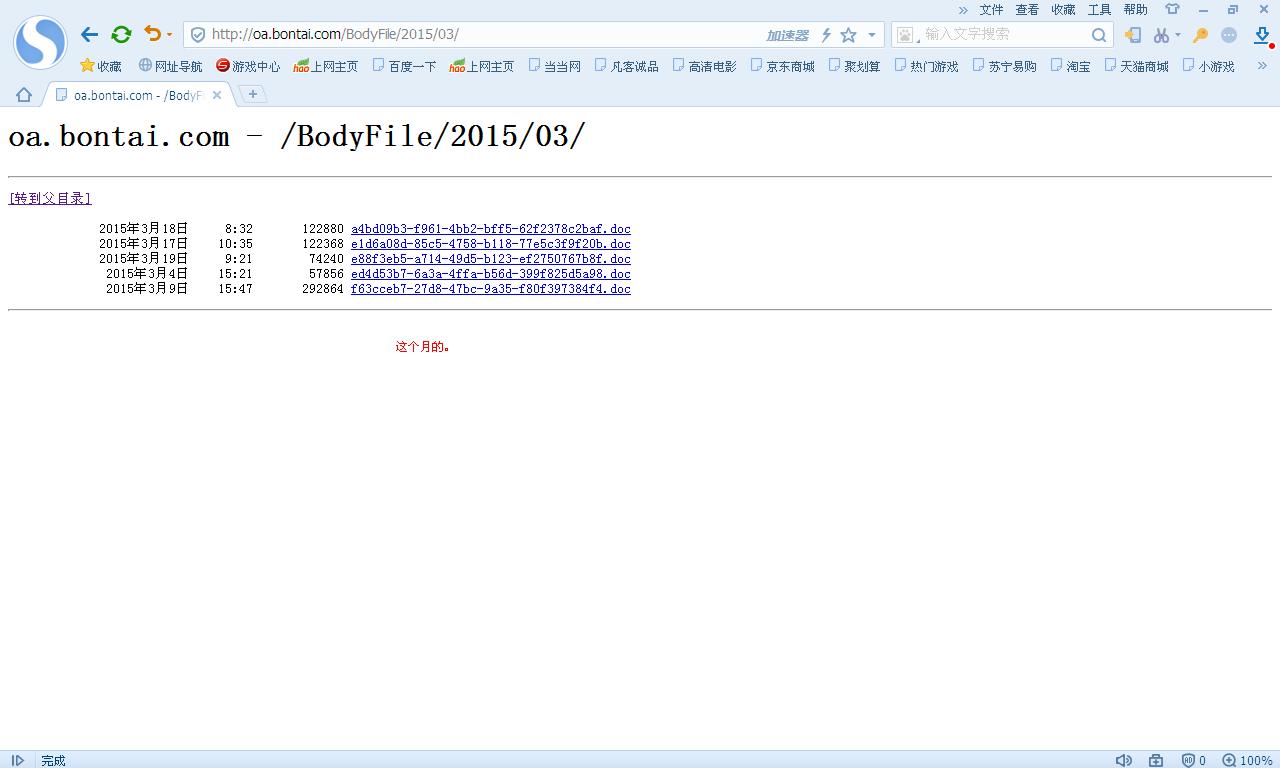 » 文件 查看 收藏 工具 帮助
http://oa.bontai.com/BodyFile/2015/03/ 加速器 输入文字搜索
收藏 网址导航 游戏中心 上网主页 百度一下 上网主页 当当网 凡客诚品 高清电影 京东商城 聚划算 热门游戏 苏宁易购 淘宝 天猫商城 小游戏 »
oa.bontai.com - /BodyFi
oa.bontai.com - /BodyFile/2015/03/
[转到父目录]
2015年3月18日 8:32 122880 a4bd09b3-f961-4bb2-bff5-62f2378c2baf.doc
2015年3月17日 10:35 122368 e1d6a08d-85c5-4758-b118-77e5c3f9f20b.doc
2015年3月19日 9:21 74240 e88f3eb5-a714-49d5-b123-ef2750767b8f.doc
2015年3月4日 15:21 57856 ed4d53b7-6a3a-4ffa-b56d-399f825d5a98.doc
2015年3月9日 15:47 292864 f63cceb7-27d8-47bc-9a35-f80f397384f4.doc
这个月的。
完成 0 100%